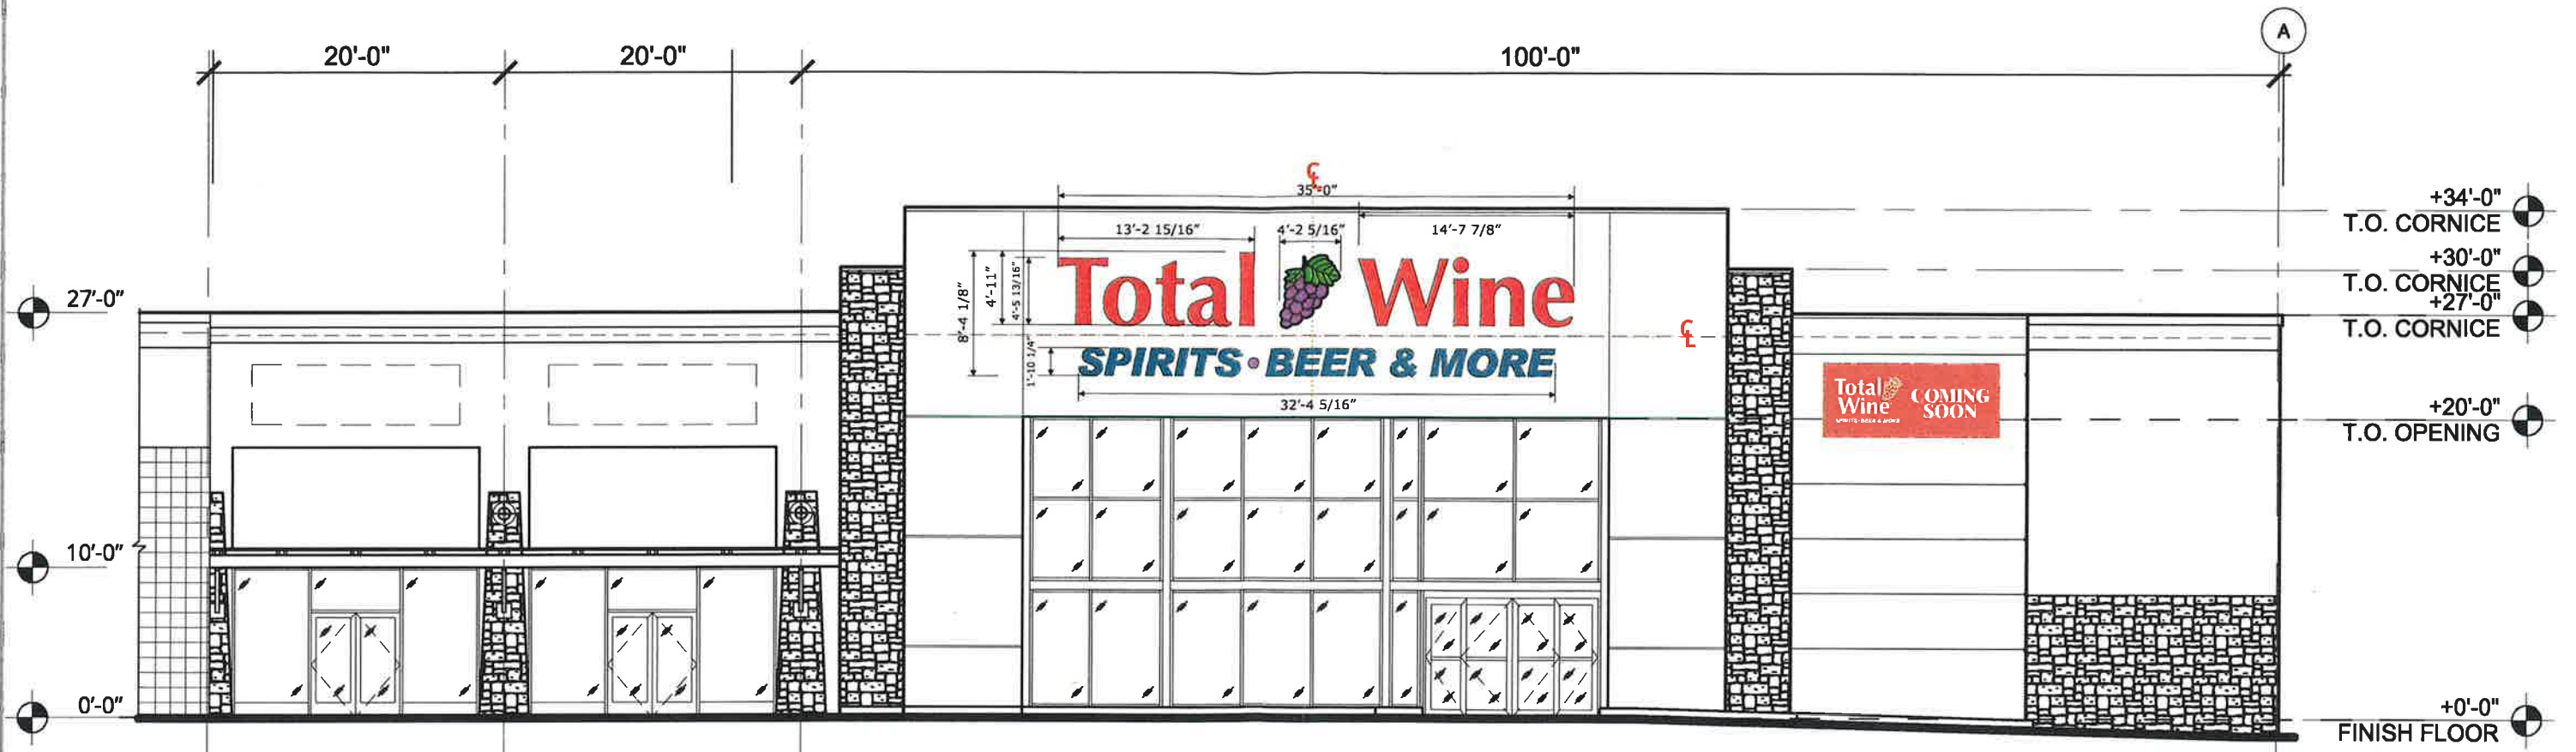 20'-0"
20'-0"
100'-0"
A
℄
35'-0"
13'-2 15/16"
4'-2 5/16"
14'-7 7/8"
8'-4 1/8"
4'-11"
4'-5 13/16"
1'-10 1/4"
Total Wine
SPIRITS • BEER & MORE
32'-4 5/16"
℄
Total Wine
SPIRITS • BEER & MORE
COMING
SOON
27'-0"
10'-0"
0'-0"
+34'-0"
T.O. CORNICE
+30'-0"
T.O. CORNICE
+27'-0"
T.O. CORNICE
+20'-0"
T.O. OPENING
+0'-0"
FINISH FLOOR